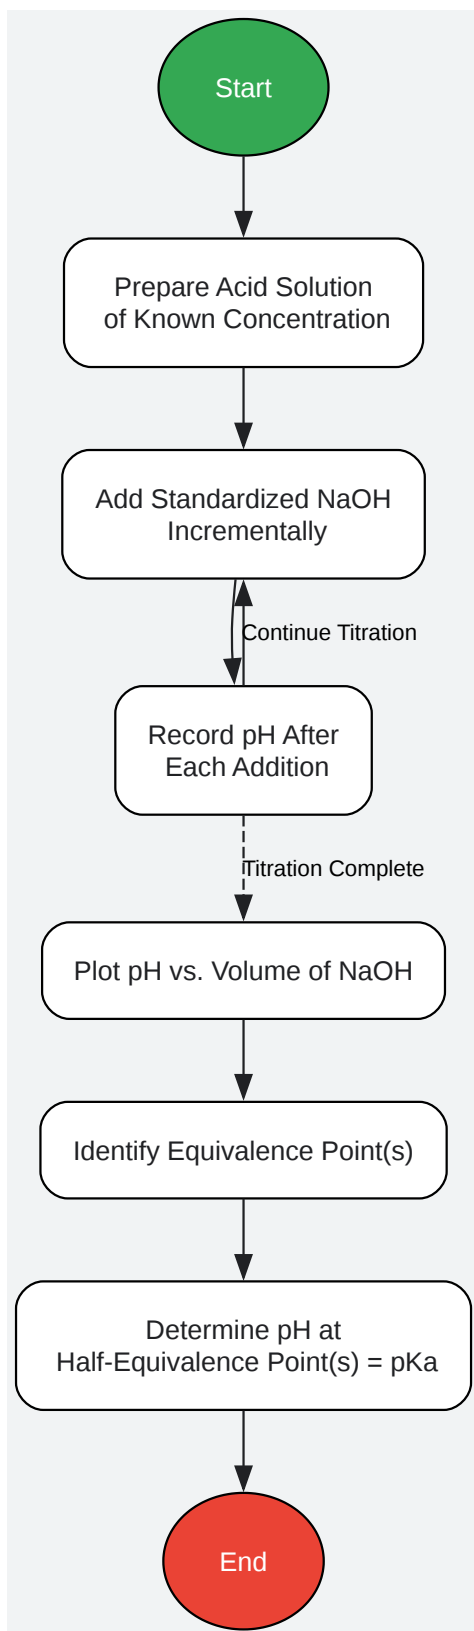 Start
Prepare Acid Solution
of Known Concentration
Add Standardized NaOH
Incrementally
Continue Titration
Record pH After
Each Addition
Titration Complete
Plot pH vs. Volume of NaOH
Identify Equivalence Point(s)
Determine pH at
Half-Equivalence Point(s) = pKa
End